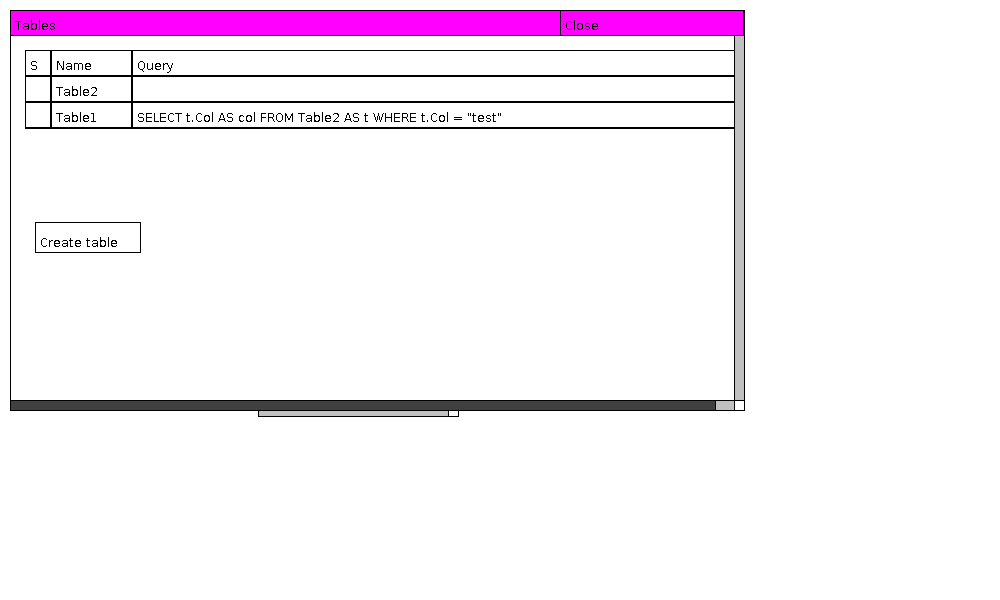 Tables Close
S Name Query
Table2
Table1 SELECT t.Col AS col FROM Table2 AS t WHERE t.Col = "test"
Create table